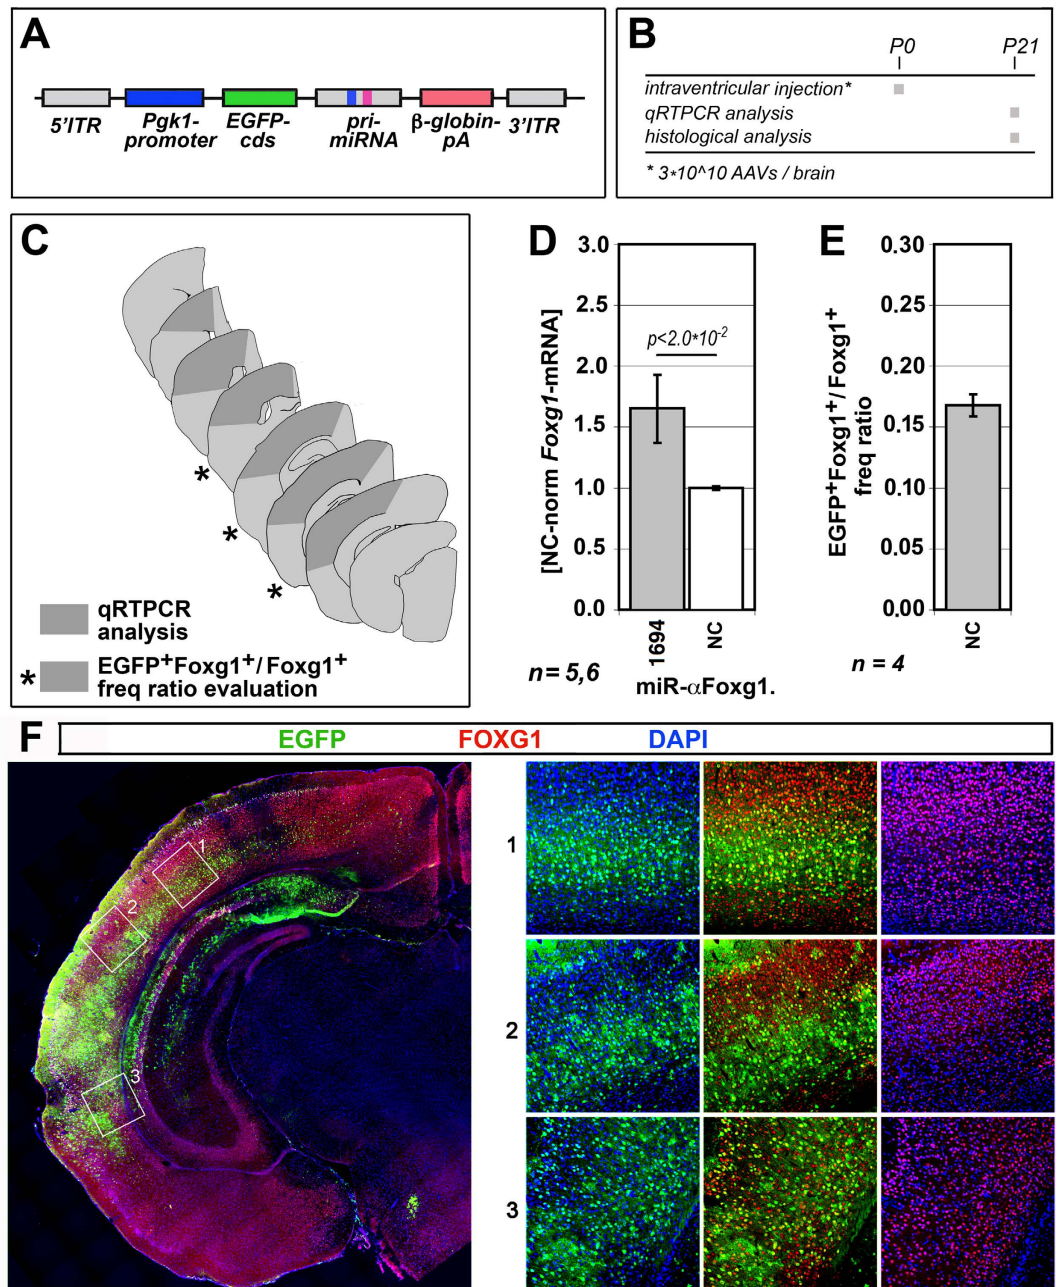 A
5'ITR
Pgk1-
promoter
EGFP-
cds
pri-
miRNA
β-globin-
pA
3'ITR
B
P0
P21
intraventricular injection*
qRTPCR analysis
histological analysis
* 3*10^10 AAVs / brain
C
*
*
*
qRTPCR
analysis
* EGFP+Foxg1+/Foxg1+
freq ratio evaluation
D
[NC-norm Foxg1-mRNA]
3.0
2.5
2.0
1.5
1.0
0.5
0.0
p<2.0*10-2
1694
NC
n= 5,6
miR-αFoxg1.
E
EGFP+Foxg1+/Foxg1+
freq ratio
0.30
0.25
0.20
0.15
0.10
0.05
0.00
NC
n = 4
F
EGFP FOXG1 DAPI
1
2
3
1
2
3